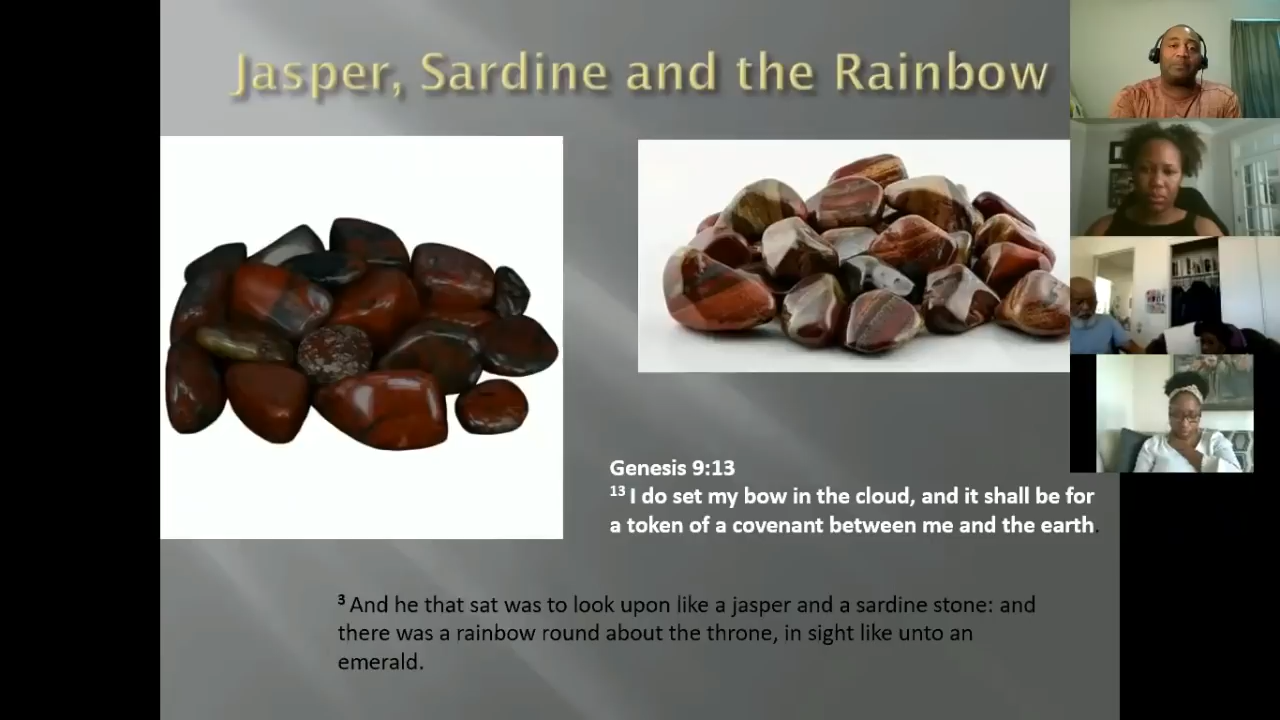 Jasper, Sardine and the Rainbow
Genesis 9:13
13 I do set my bow in the cloud, and it shall be for
a token of a covenant between me and the earth.
3 And he that sat was to look upon like a jasper and a sardine stone: and
there was a rainbow round about the throne, in sight like unto an
emerald.